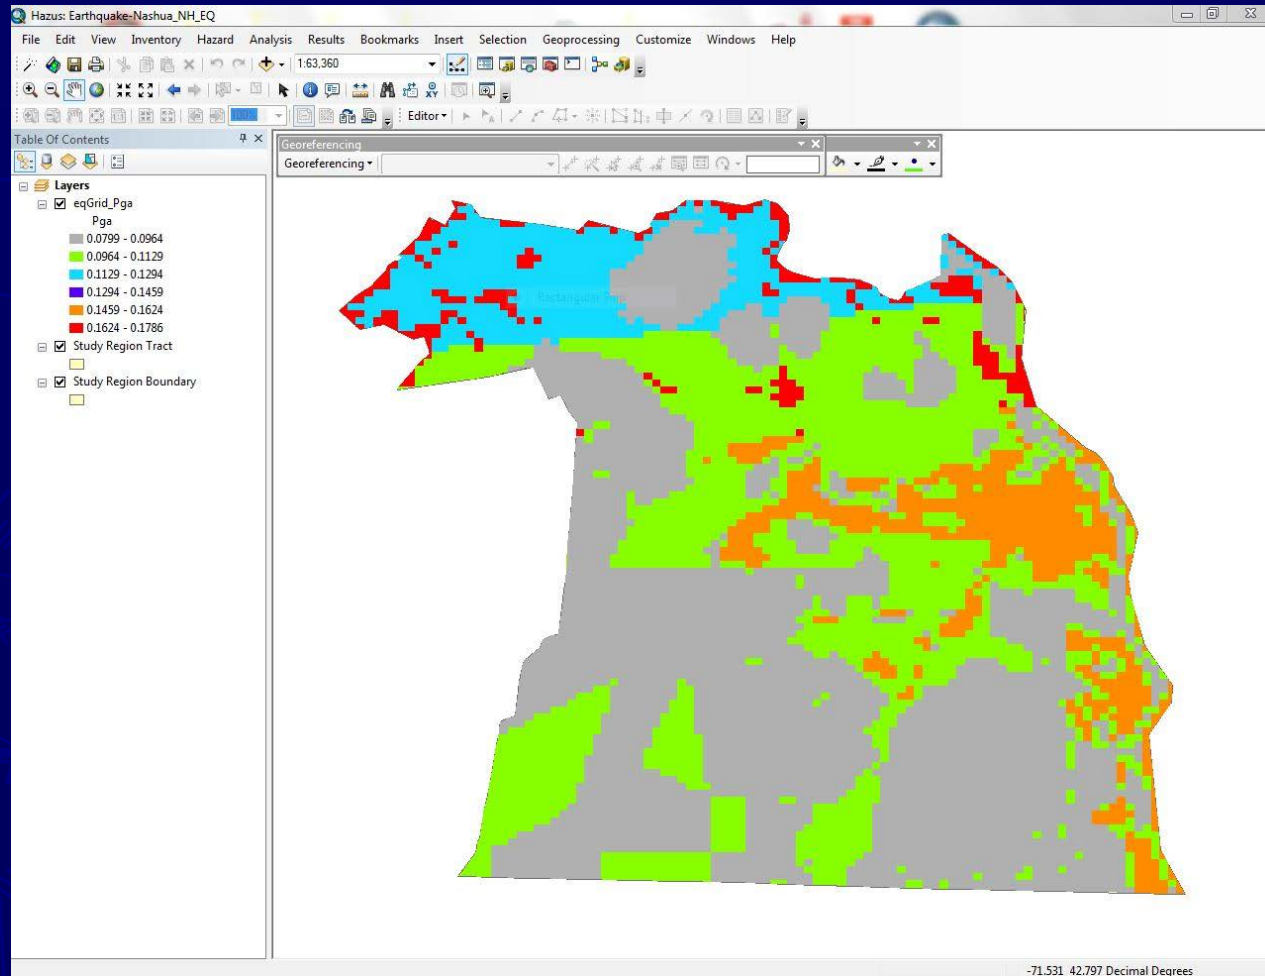 Hazus: Earthquake-Nashua_NH_EQ
File Edit View Inventory Hazard Analysis Results Bookmarks Insert Selection Geoprocessing Customize Windows Help
1:63,360
100% Editor
Table Of Contents
Georeferencing
Georeferencing
Layers
eqGrid_Pga
Pga
0.0799 - 0.0964
0.0964 - 0.1129
0.1129 - 0.1294
0.1294 - 0.1459
0.1459 - 0.1624
0.1624 - 0.1786
Study Region Tract
Study Region Boundary
-71.531 42.797 Decimal Degrees